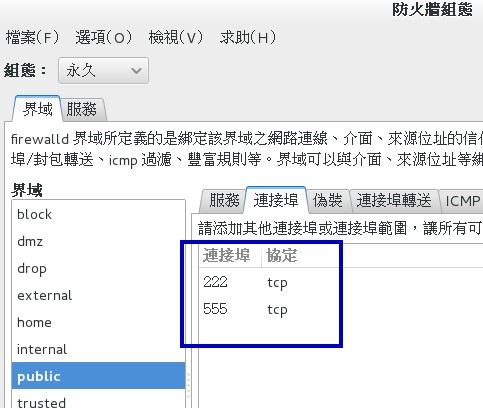 防火牆組態
檔案(F) 選項(O) 檢視(V) 求助(H)
組態： 永久
界域 服務
firewalld 界域所定義的是綁定該界域之網路連線、介面、來源位址的信
埠/封包轉送、icmp 過濾、豐富規則等。界域可以與介面、來源位址等
界域
服務 連接埠 偽裝 連接埠轉送 ICMP
請添加其他連接埠或連接埠範圍，讓所有可
連接埠 協定
222 tcp
555 tcp
block
dmz
drop
external
home
internal
public
trusted